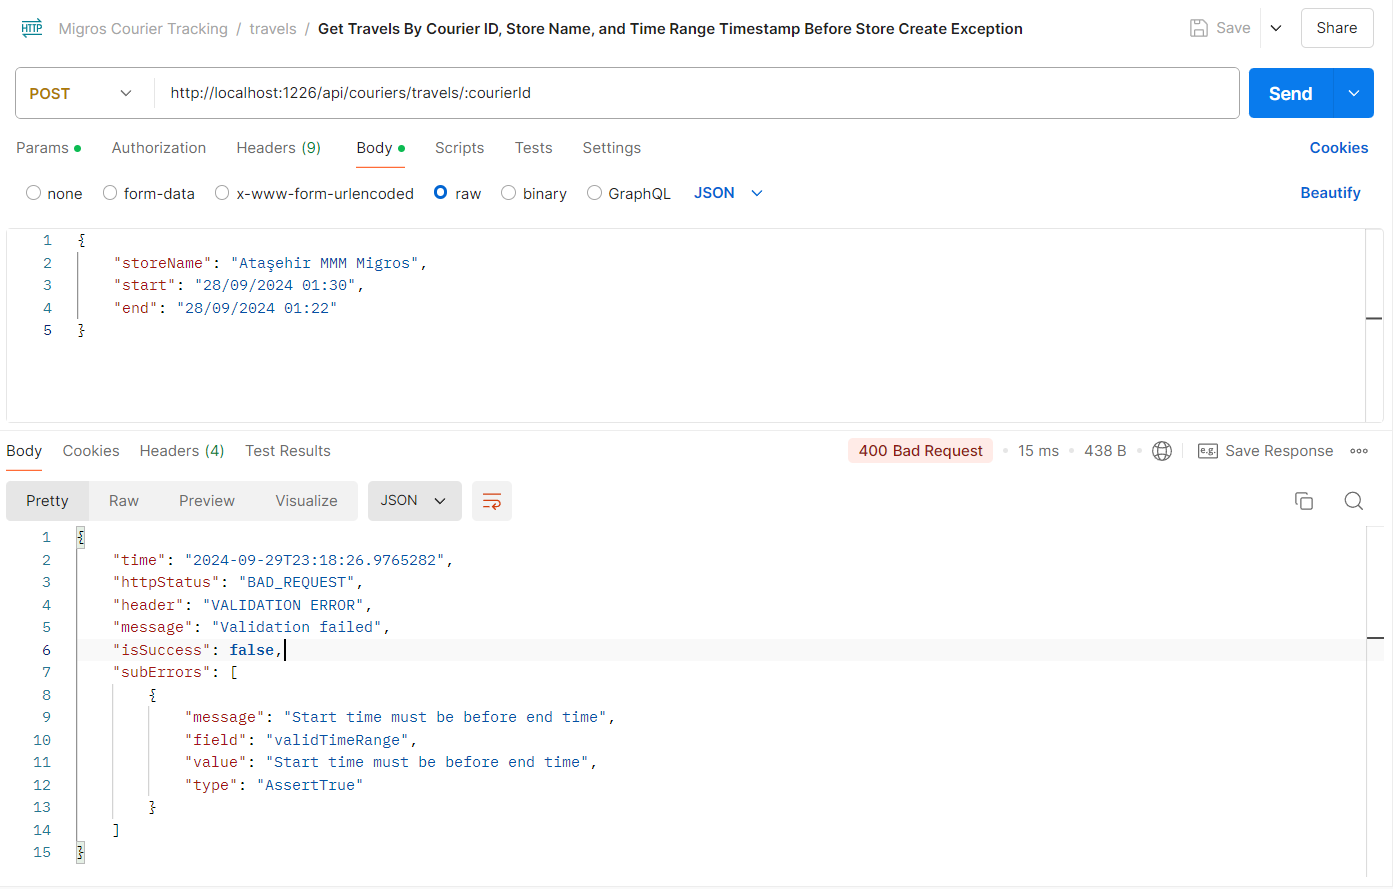 HTTP Migros Courier Tracking / travels / Get Travels By Courier ID, Store Name, and Time Range Timestamp Before Store Create Exception Save Share
POST http://localhost:1226/api/couriers/travels/:courierId Send
Params Authorization Headers (9) Body Scripts Tests Settings Cookies
none form-data x-www-form-urlencoded raw binary GraphQL JSON Beautify
1 {
2 "storeName": "Ataşehir MMM Migros",
3 "start": "28/09/2024 01:30",
4 "end": "28/09/2024 01:22"
5 }
Body Cookies Headers (4) Test Results 400 Bad Request 15 ms 438 B e.g. Save Response
Pretty Raw Preview Visualize JSON
1 {
2 "time": "2024-09-29T23:18:26.9765282",
3 "httpStatus": "BAD_REQUEST",
4 "header": "VALIDATION ERROR",
5 "message": "Validation failed",
6 "isSuccess": false,
7 "subErrors": [
8 {
9 "message": "Start time must be before end time",
10 "field": "validTimeRange",
11 "value": "Start time must be before end time",
12 "type": "AssertTrue"
13 }
14 ]
15 }